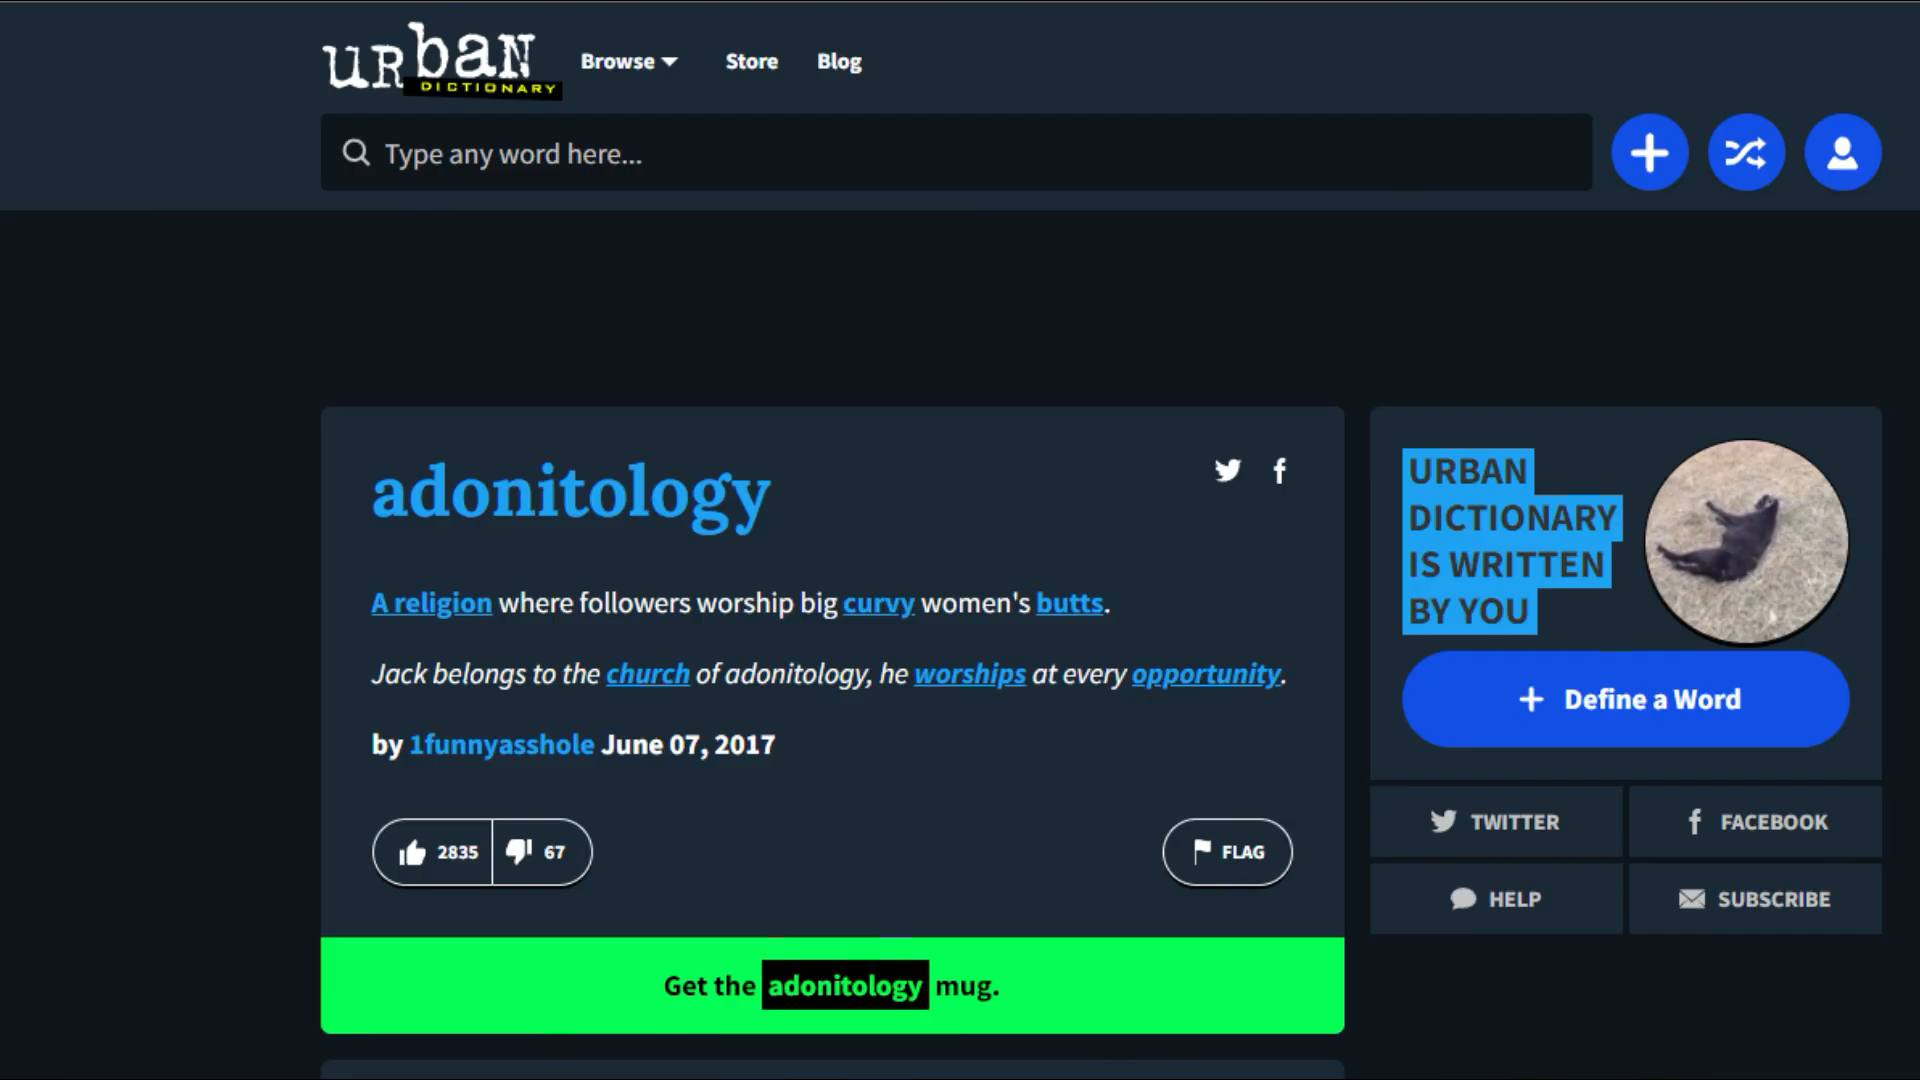 urban
DICTIONARY
Browse
Store
Blog
Type any word here...
adonitology
A religion where followers worship big curvy women's butts.
Jack belongs to the church of adonitology, he worships at every opportunity.
by 1funnyasshole June 07, 2017
2835
67
FLAG
Get the adonitology mug.
URBAN
DICTIONARY
IS WRITTEN
BY YOU
Define a Word
TWITTER
FACEBOOK
HELP
SUBSCRIBE